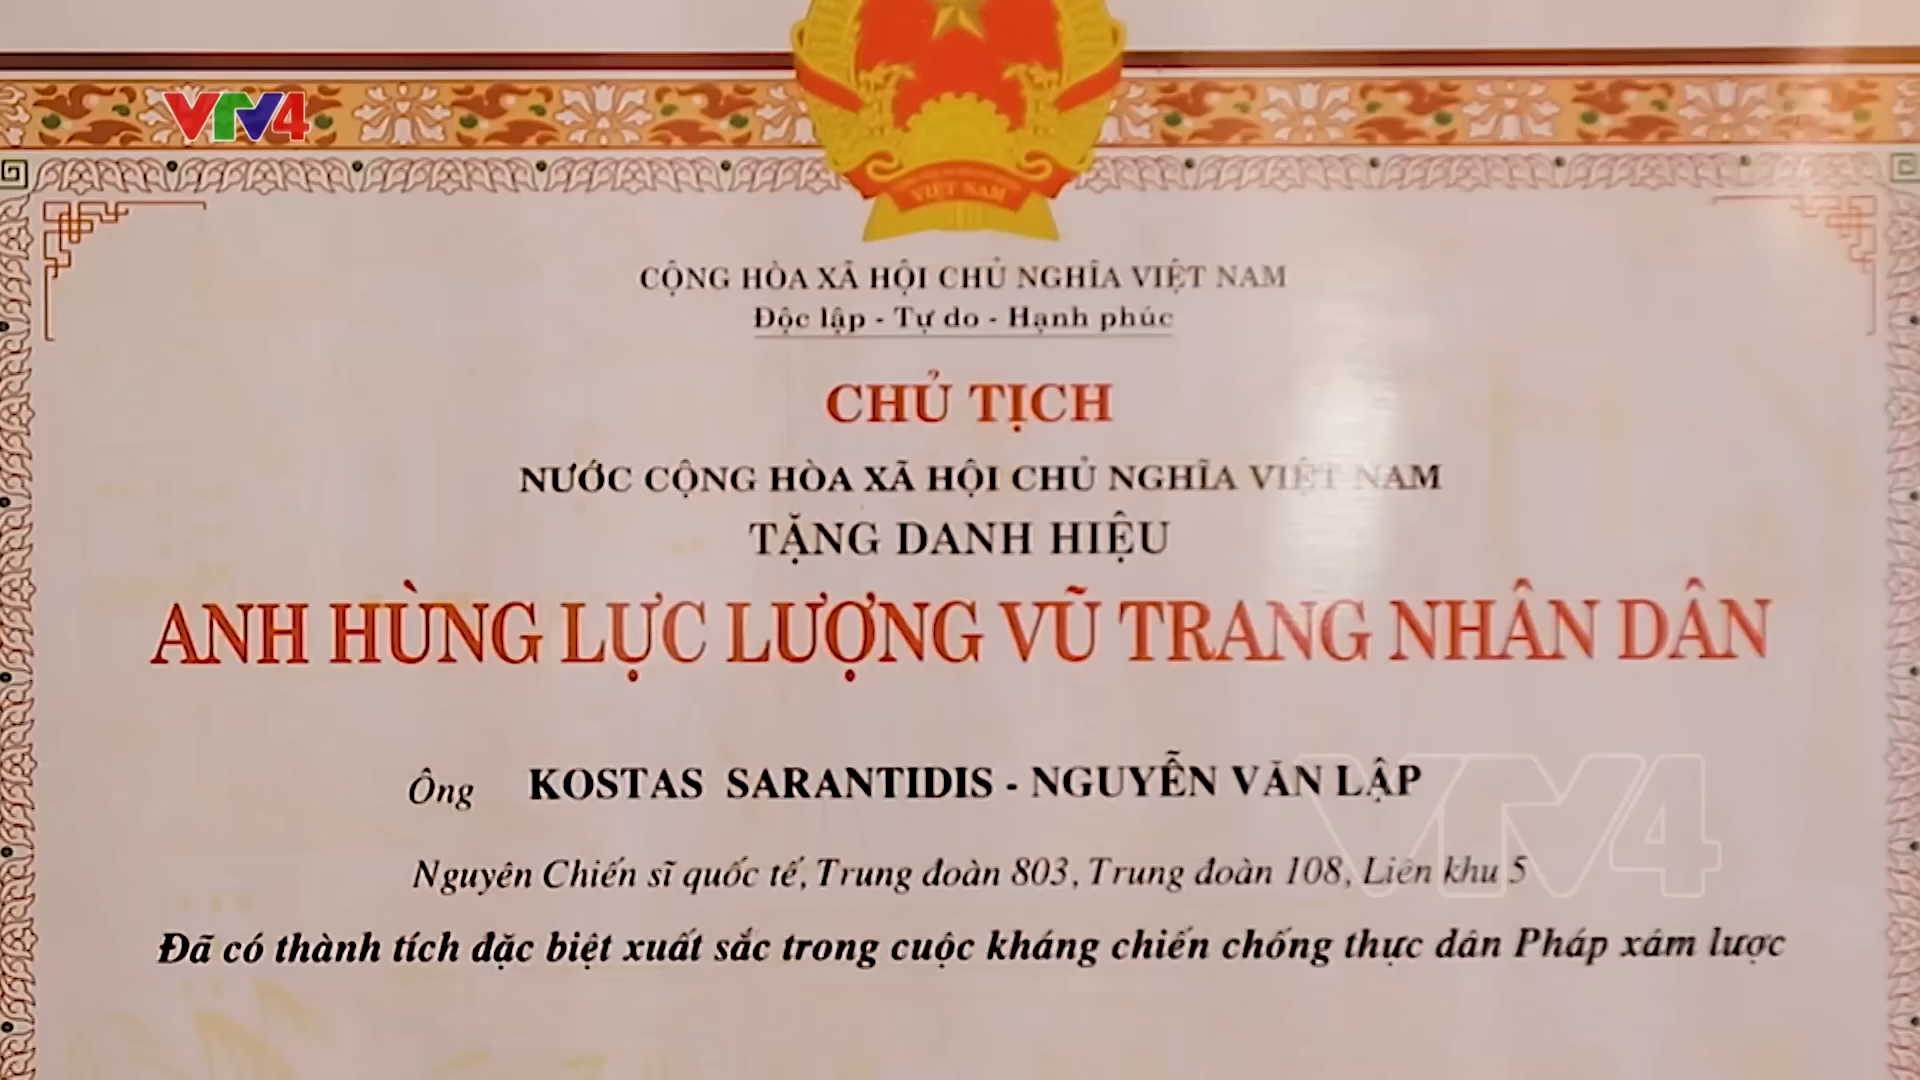 VTV4
VIỆT NAM
CỘNG HÒA XÃ HỘI CHỦ NGHĨA VIỆT NAM
Độc lập - Tự do - Hạnh phúc
CHỦ TỊCH
NƯỚC CỘNG HÒA XÃ HỘI CHỦ NGHĨA VIỆT NAM
TẶNG DANH HIỆU
ANH HÙNG LỰC LƯỢNG VŨ TRANG NHÂN DÂN
Ông KOSTAS SARANTIDIS - NGUYỄN VĂN LẬP
VTV4
Nguyên Chiến sĩ quốc tế, Trung đoàn 803, Trung đoàn 108, Liên khu 5
Đã có thành tích đặc biệt xuất sắc trong cuộc kháng chiến chống thực dân Pháp xâm lược